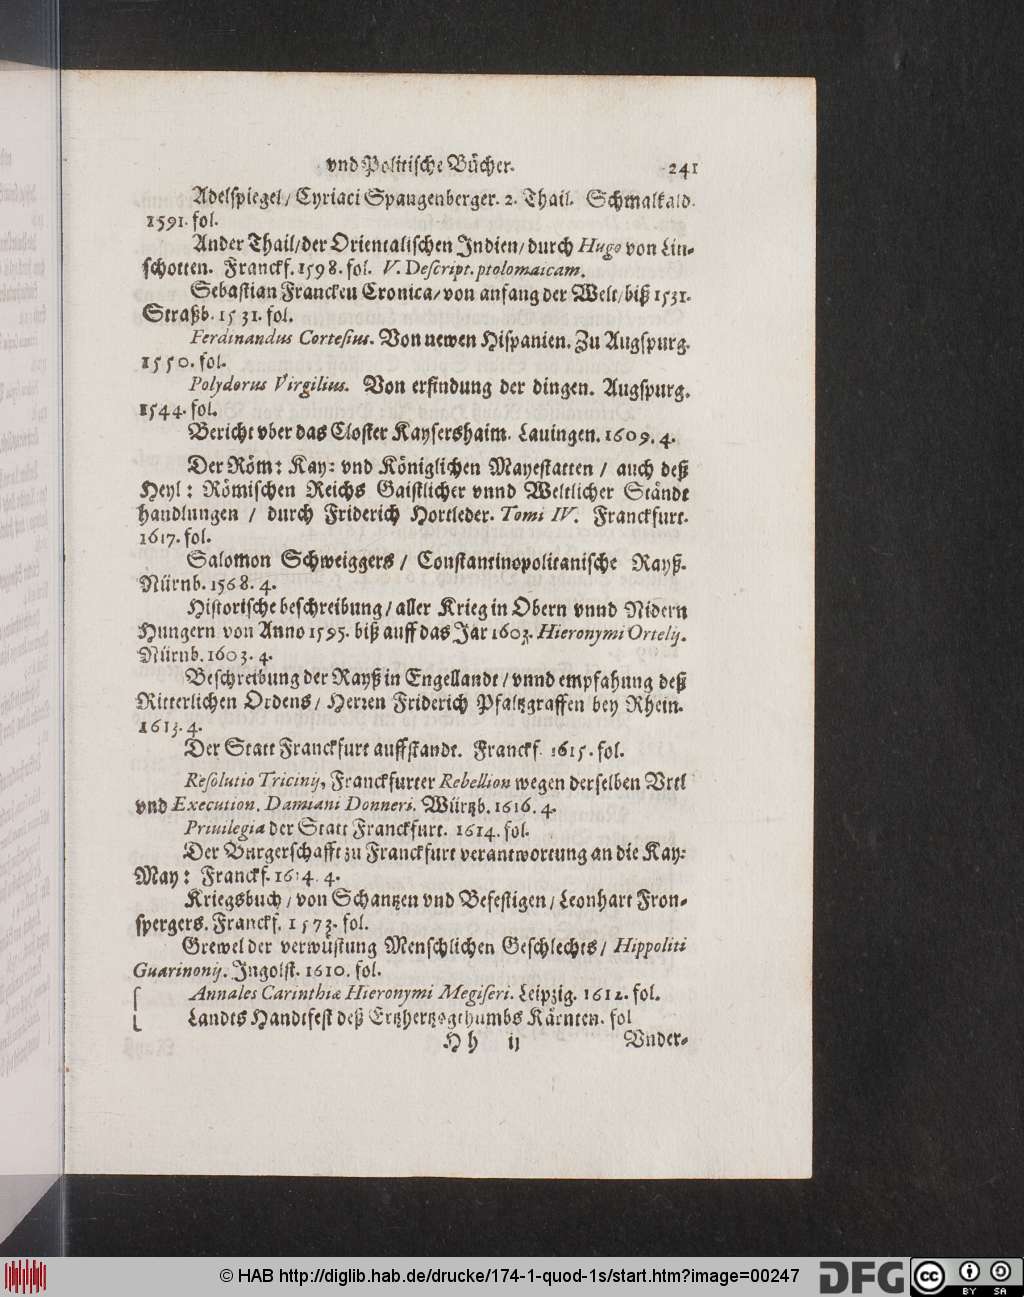 vnd Politische Bücher. 241
Adelspiegel / Cyriaci Spangenberger. 2. Thail. Schmalkald.
1591. fol.
Ander Thail / der Orientalischen Indien / durch Hugo von Lin-
schotten. Franckf. 1598. fol. V. Descript. ptolomaicam.
Sebastian Francken Cronica / von anfang der Welt / biß 1531.
Straßb. 1531. fol.
Ferdinandus Cortesius. Von newen Hispanien. Zu Augspurg.
1550. fol.
Polydorus Virgilius. Von erfindung der dingen. Augspurg.
1544. fol.
Bericht vber das Closter Kaysershaim. Lauingen. 1609. 4.
Der Röm: Kay: vnd Königlichen Mayestatten / auch deß
Heyl: Römischen Reichs Gaistlicher vnnd Weltlicher Ständt
handlungen / durch Friderich Hortleder. Tomi IV. Franckfurt.
1617. fol.
Salomon Schweiggers / Constantinopolitanische Rayß.
Nürnb. 1568. 4.
Historische beschreibung / aller Krieg in Obern vnnd Nidern
Hungern von Anno 1595. biß auff das Jar 1603. Hieronymi Ortelij.
Nürnb. 1603. 4.
Beschreibung der Rayß in Engellandt / vnnd empfahung deß
Ritterlichen Ordens / Herren Friderich Pfaltzgraffen bey Rhein.
1613. 4.
Der Statt Franckfurt auffstandt. Franckf. 1615. fol.
Resolutio Tricinij, Franckfurter Rebellion wegen derselben Vrtl
vnd Execution. Damiani Donneri. Würtzb. 1616. 4.
Priuilegia der Statt Franckfurt. 1614. fol.
Der Burgerschafft zu Franckfurt verantwortung an die Kay:
May: Franckf. 1614. 4.
Kriegsbuch / von Schantzen vnd Befestigen / Leonhart Fron-
spergers. Franckf. 1573. fol.
Grewel der verwüstung Menschlichen Geschlechts / Hippoliti
Guarinonij. Ingolst. 1610. fol.
Annales Carinthiæ Hieronymi Megiseri. Leipzig. 1612. fol.
Landts Handtfest deß Ertzhertzogthumbs Kärnten. fol
Hh ij Vnder-
© HAB http://diglib.hab.de/drucke/174-1-quod-1s/start.htm?image=00247
DFG
cc
BY SA